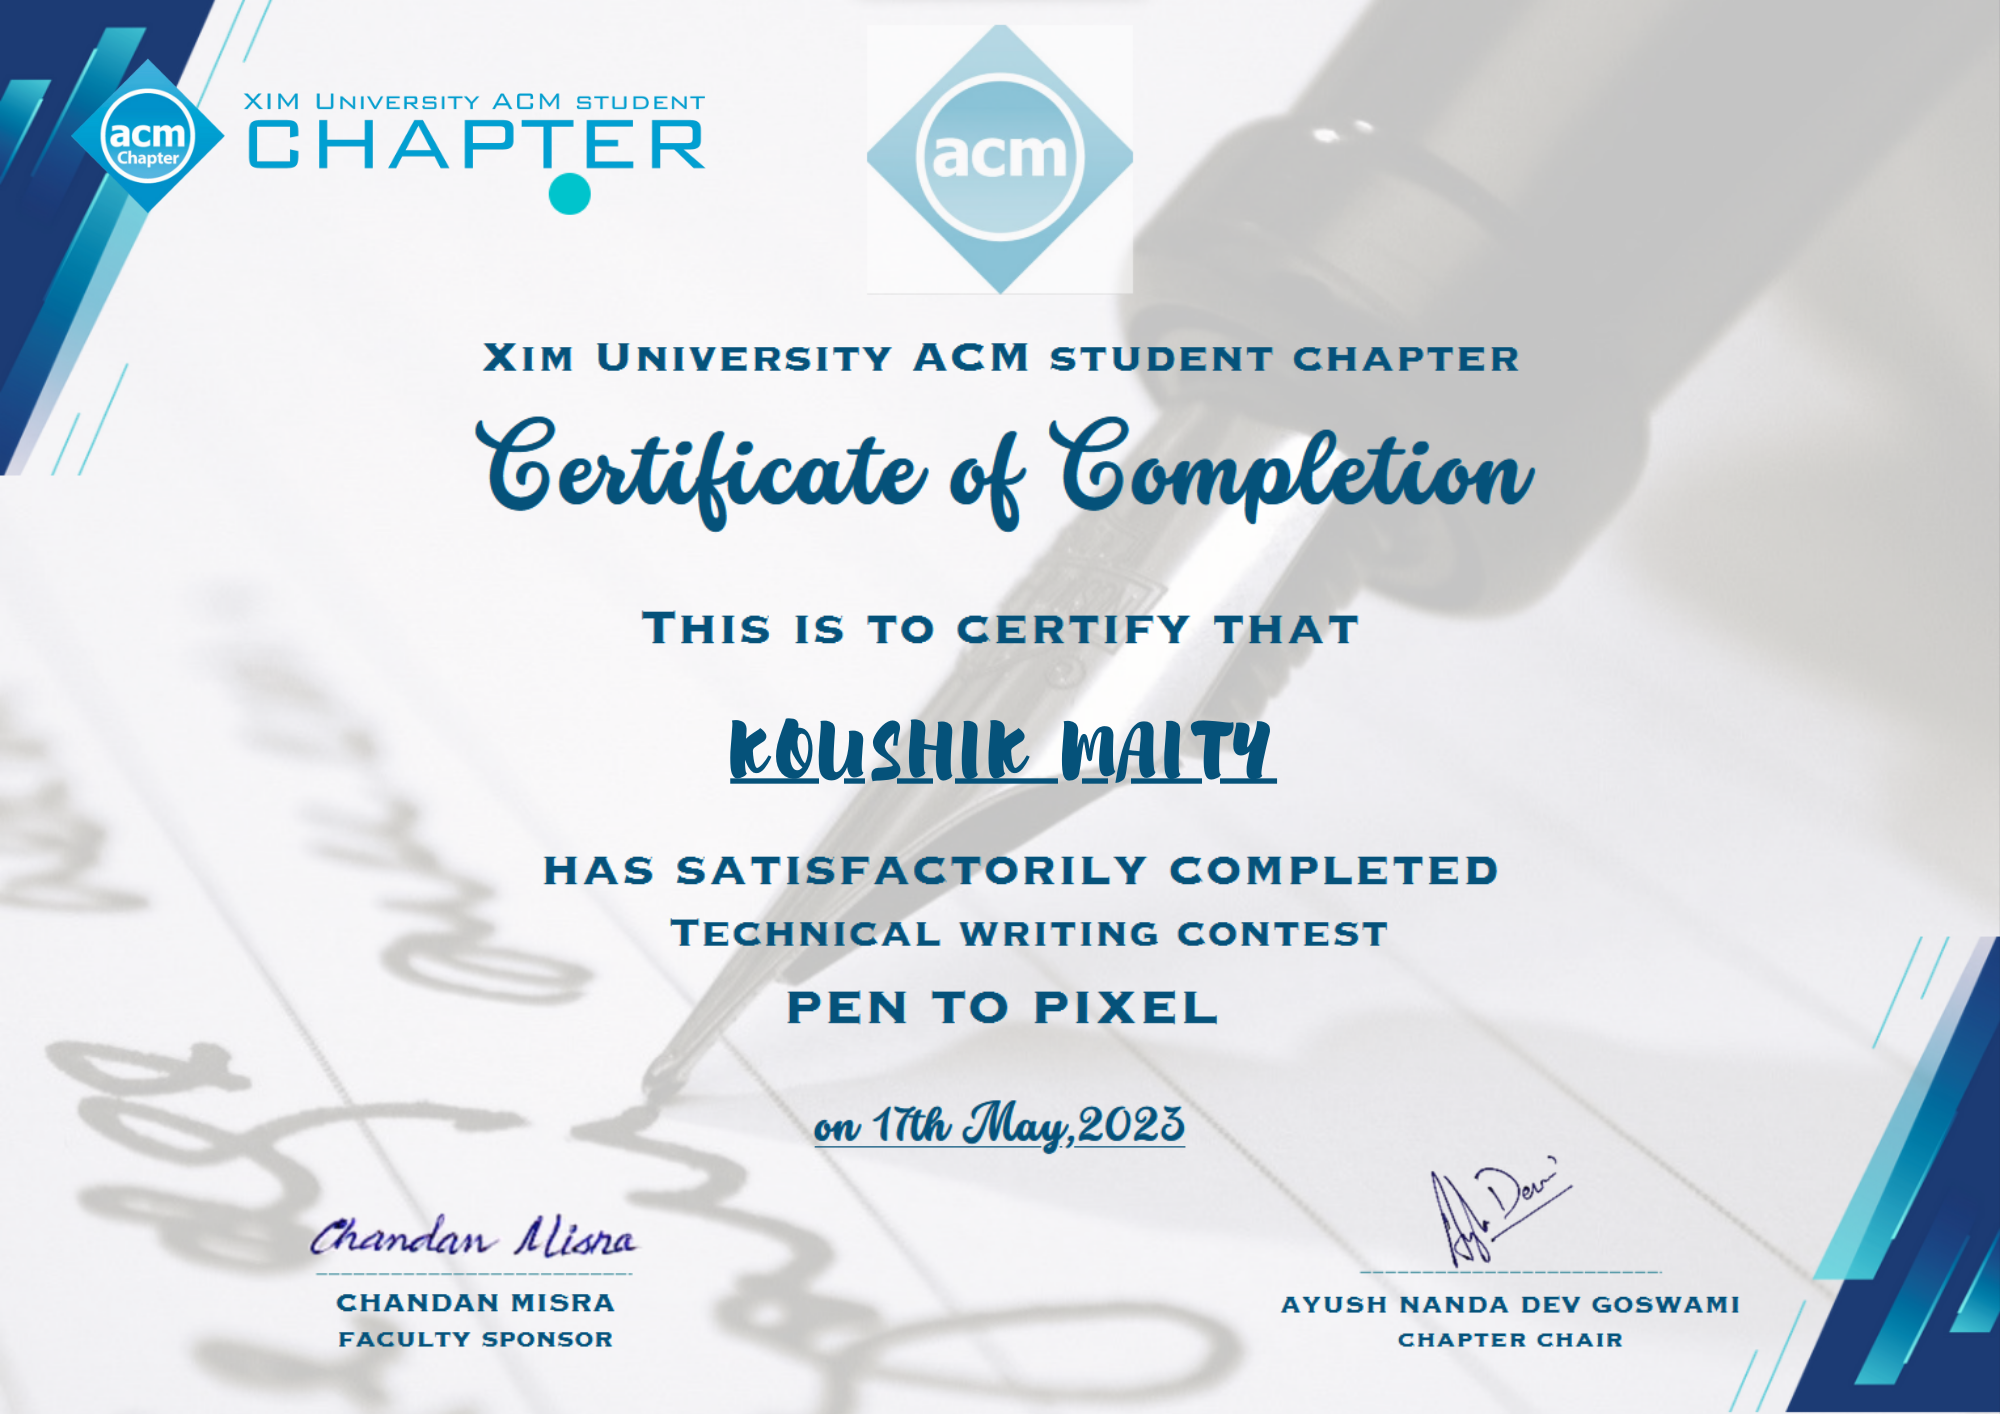 acm
Chapter
XIM UNIVERSITY ACM STUDENT
CHAPTER
acm
XIM UNIVERSITY ACM STUDENT CHAPTER
Certificate of Completion
THIS IS TO CERTIFY THAT
KOUSHIK MAITY
HAS SATISFACTORILY COMPLETED
TECHNICAL WRITING CONTEST
PEN TO PIXEL
on 17th May,2023
Chandan Misra
CHANDAN MISRA
FACULTY SPONSOR
AYUSH NANDA DEV GOSWAMI
CHAPTER CHAIR